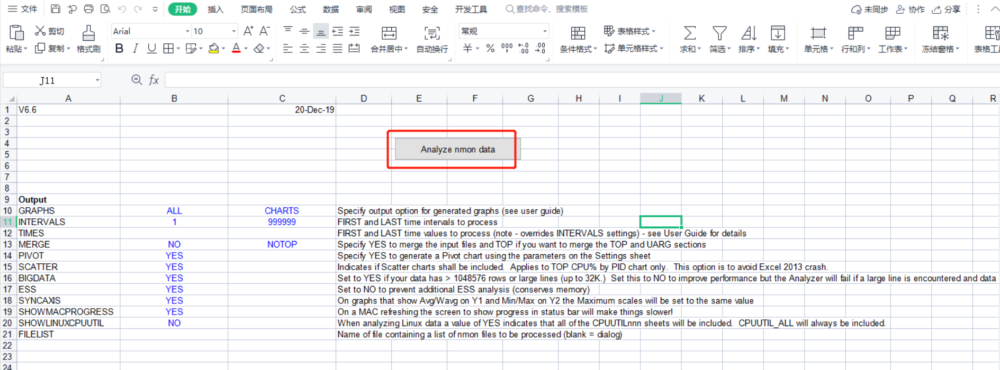 文件 开始 插入 页面布局 公式 数据 审阅 视图 安全 开发工具 查找命令、搜索模板 未同步 协作 分享
剪切 Arial 10 A+ A- 常规 表格样式
粘贴 复制 格式刷 B I U A 合并居中 自动换行 ¥ % 000 条件格式 单元格样式 求和 筛选 排序 填充 单元格 行和列 工作表 冻结窗格 表格工具
J11 fx
A B C D E F G H I J K L M N O P Q R
1 V6.6 20-Dec-19
2
3
4
Analyze nmon data
5
6
7
8
9 Output
10 GRAPHS ALL CHARTS Specify output option for generated graphs (see user guide)
11 INTERVALS 1 999999 FIRST and LAST time intervals to process
12 TIMES FIRST and LAST time values to process (note - overrides INTERVALS settings) - see User Guide for details
13 MERGE NO NOTOP Specify YES to merge the input files and TOP if you want to merge the TOP and UARG sections
14 PIVOT YES Specify YES to generate a Pivot chart using the parameters on the Settings sheet
15 SCATTER YES Indicates if Scatter charts shall be included. Applies to TOP CPU% by PID chart only. This option is to avoid Excel 2013 crash.
16 BIGDATA YES Set to YES if your data has > 1048576 rows or large lines (up to 32K.) Set this to NO to improve performance but the Analyzer will fail if a large line is encountered and data
17 ESS YES Set to NO to prevent additional ESS analysis (conserves memory)
18 SYNCAXIS YES On graphs that show Avg/Wavg on Y1 and Min/Max on Y2 the Maximum scales will be set to the same value
19 SHOWMACPROGRESS YES On a MAC refreshing the screen to show progress in status bar will make things slower!
20 SHOWLINUXCPUUTIL NO When analyzing Linux data a value of YES indicates that all of the CPUUTILnnn sheets will be included. CPUUTIL_ALL will always be included.
21 FILELIST Name of file containing a list of nmon files to be processed (blank = dialog)
22
23
24